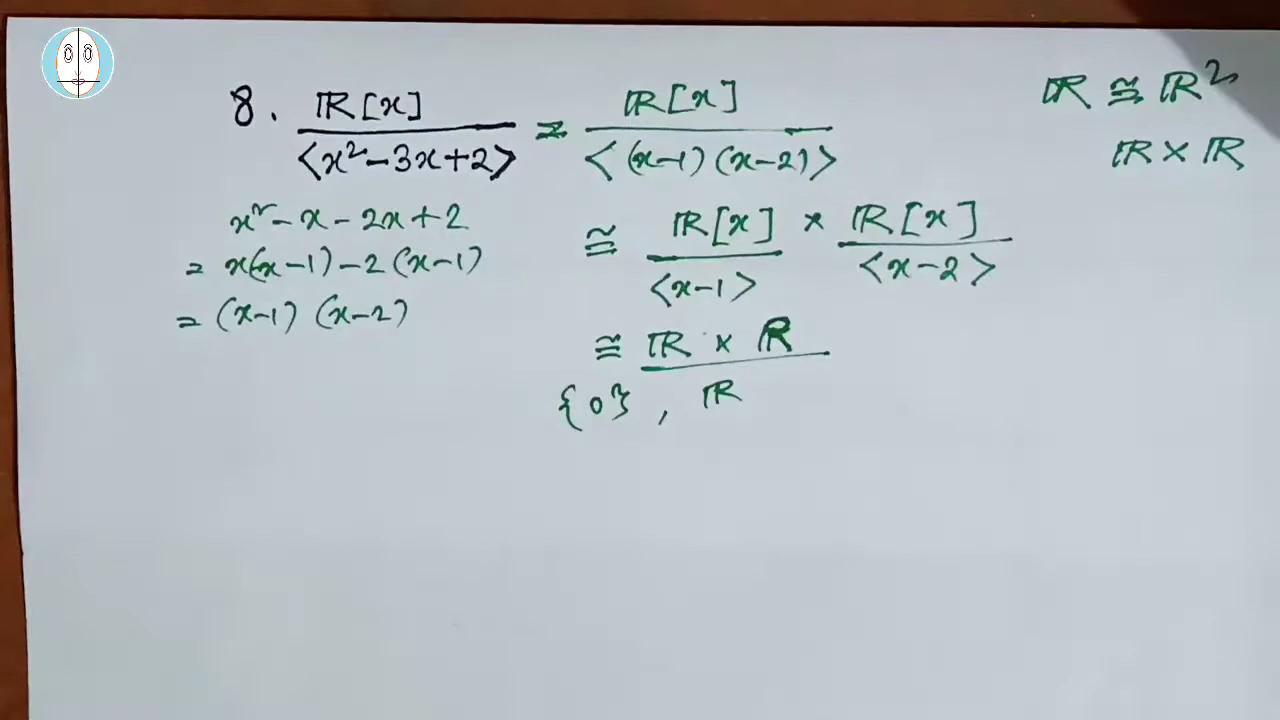 8. ℝ[x] / <x²-3x+2> = ℝ[x] / <(x-1)(x-2)>
x²-x-2x+2
= x(x-1)-2(x-1)
= (x-1)(x-2)
≅ ℝ[x] / <x-1> × ℝ[x] / <x-2>
≅ ℝ × ℝ
{0}, ℝ
ℝ ≅ ℝ²
ℝ × ℝ